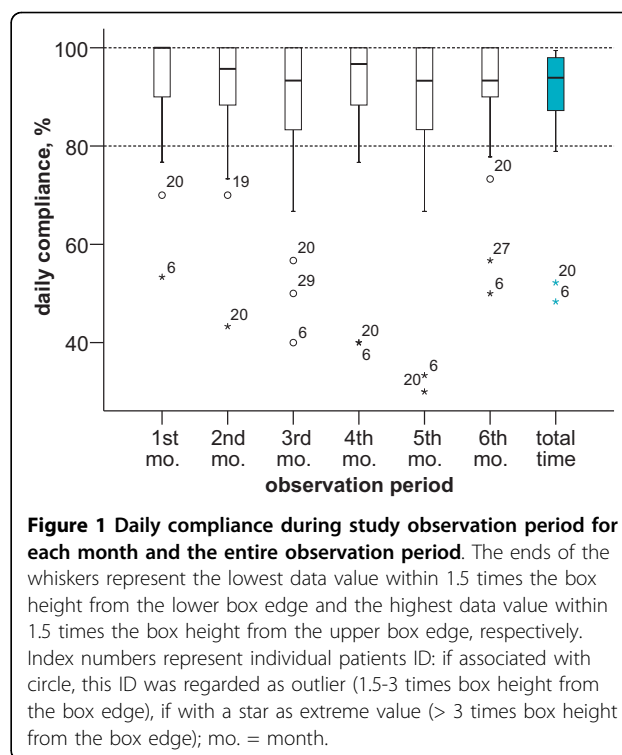 100
80
60
40
daily compliance, %
20
6
19
20
20
29
6
20
6
6
20
20
27
6
20
6
1st
mo.
2nd
mo.
3rd
mo.
4th
mo.
5th
mo.
6th
mo.
total
time
observation period
Figure 1 Daily compliance during study observation period for
each month and the entire observation period. The ends of the
whiskers represent the lowest data value within 1.5 times the box
height from the lower box edge and the highest data value within
1.5 times the box height from the upper box edge, respectively.
Index numbers represent individual patients ID: if associated with
circle, this ID was regarded as outlier (1.5-3 times box height from
the box edge), if with a star as extreme value (> 3 times box height
from the box edge); mo. = month.